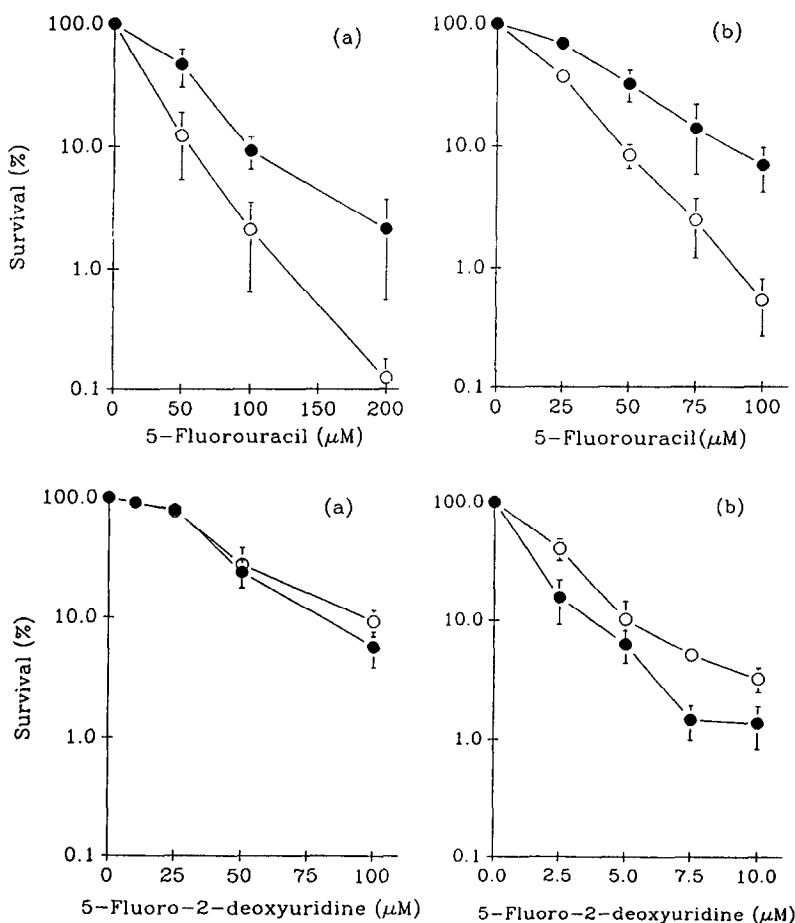 (a)
100.0
10.0
1.0
0.1
Survival (%)
0 50 100 150 200
5-Fluorouracil (μM)
(b)
100.0
10.0
1.0
0.1
0 25 50 75 100
5-Fluorouracil(μM)
(a)
100.0
10.0
1.0
0.1
Survival (%)
0 25 50 75 100
5-Fluoro-2-deoxyuridine (μM)
(b)
100.0
10.0
1.0
0.1
0.0 2.5 5.0 7.5 10.0
5-Fluoro-2-deoxyuridine (μM)